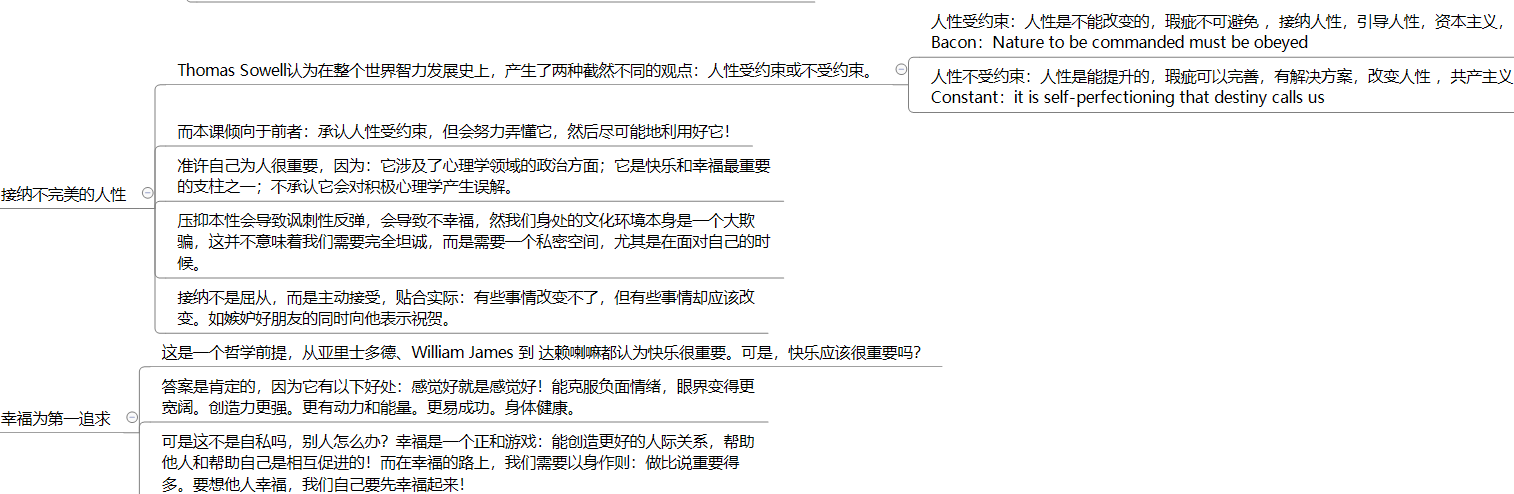 人性受约束：人性是不能改变的，瑕疵不可避免 ，接纳人性，引导人性，资本主义，
Bacon：Nature to be commanded must be obeyed
Thomas Sowell认为在整个世界智力发展史上，产生了两种截然不同的观点：人性受约束或不受约束。
人性不受约束：人性是能提升的，瑕疵可以完善，有解决方案，改变人性 ，共产主义
Constant：it is self-perfectioning that destiny calls us
而本课倾向于前者：承认人性受约束，但会努力弄懂它，然后尽可能地利用好它！
接纳不完美的人性
准许自己为人很重要，因为：它涉及了心理学领域的政治方面；它是快乐和幸福最重要
的支柱之一；不承认它会对积极心理学产生误解。
压抑本性会导致讽刺性反弹，会导致不幸福，然我们身处的文化环境本身是一个大欺
骗，这并不意味着我们需要完全坦诚，而是需要一个私密空间，尤其是在面对自己的时
候。
接纳不是屈从，而是主动接受，贴合实际：有些事情改变不了，但有些事情却应该改
变。如嫉妒好朋友的同时向他表示祝贺。
这是一个哲学前提，从亚里士多德、William James 到 达赖喇嘛都认为快乐很重要。可是，快乐应该很重要吗？
幸福为第一追求
答案是肯定的，因为它有以下好处：感觉好就是感觉好！能克服负面情绪，眼界变得更
宽阔。创造力更强。更有动力和能量。更易成功。身体健康。
可是这不是自私吗，别人怎么办？幸福是一个正和游戏：能创造更好的人际关系，帮助
他人和帮助自己是相互促进的！而在幸福的路上，我们需要以身作则：做比说重要得
多。要想他人幸福，我们自己要先幸福起来！